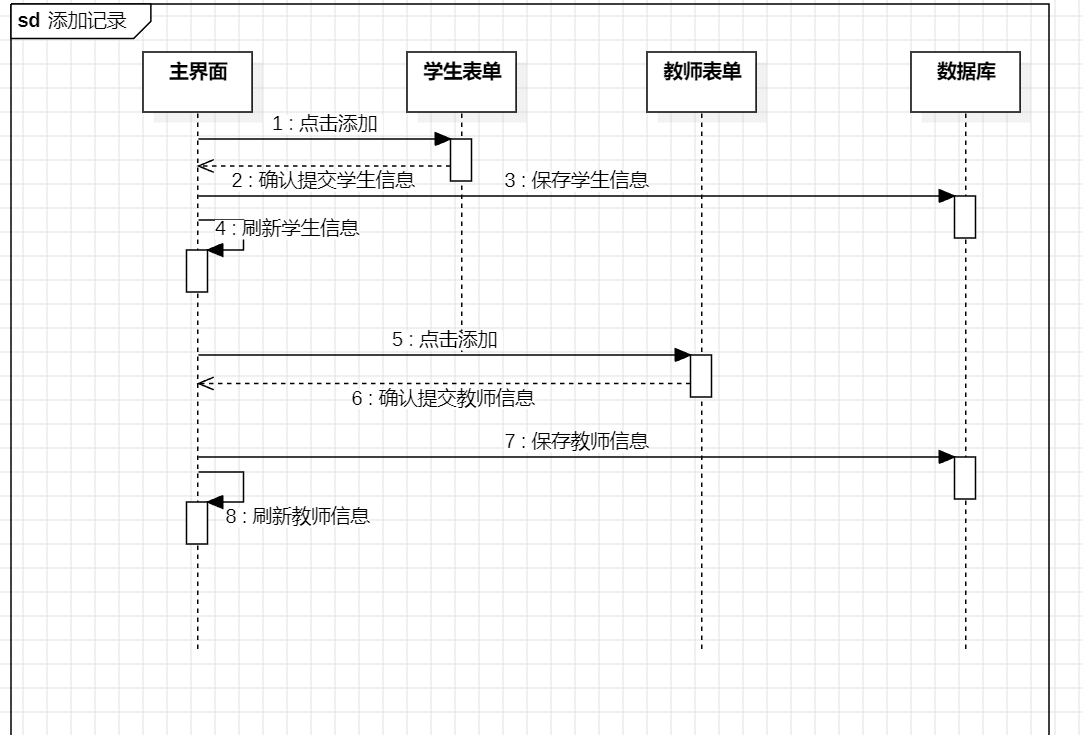 sd 添加记录
主界面
学生表单
教师表单
数据库
1 : 点击添加
2 : 确认提交学生信息
3 : 保存学生信息
4 : 刷新学生信息
5 : 点击添加
6 : 确认提交教师信息
7 : 保存教师信息
8 : 刷新教师信息